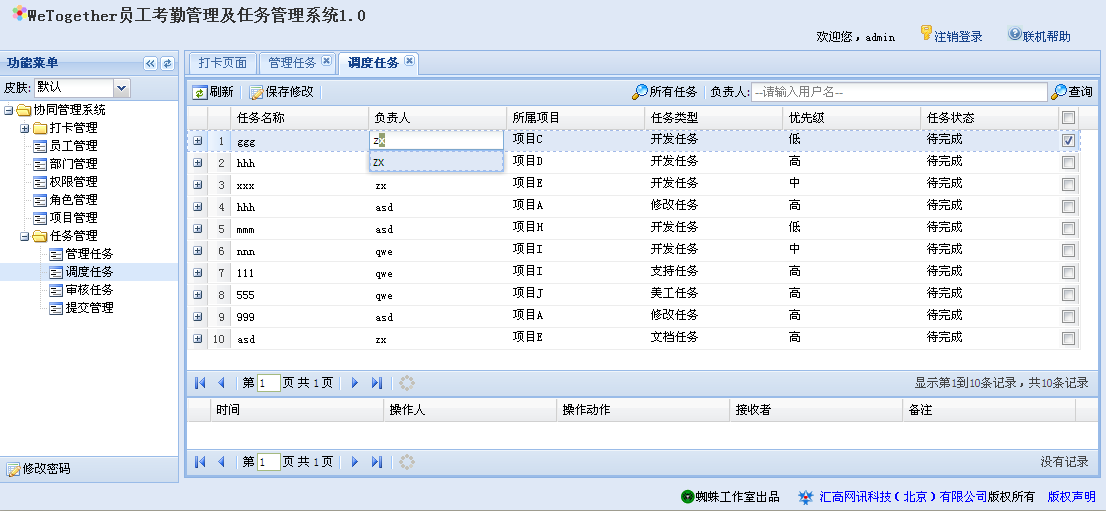 WeTogether员工考勤管理及任务管理系统1.0
欢迎您，admin 注销登录 联机帮助
功能菜单
皮肤: 默认
协同管理系统
打卡管理
员工管理
部门管理
权限管理
角色管理
项目管理
任务管理
管理任务
调度任务
审核任务
提交管理
修改密码
打卡页面 管理任务 调度任务
刷新 保存修改 所有任务 负责人: --请输入用户名-- 查询
任务名称 负责人 所属项目 任务类型 优先级 任务状态
1 ggg zx 项目C 开发任务 低 待完成
zx
2 hhh 项目D 开发任务 高 待完成
3 xxx zx 项目E 开发任务 中 待完成
4 hhh asd 项目A 修改任务 高 待完成
5 mmm asd 项目H 开发任务 低 待完成
6 nnn qwe 项目I 开发任务 中 待完成
7 111 qwe 项目I 支持任务 高 待完成
8 555 qwe 项目J 美工任务 高 待完成
9 999 asd 项目A 修改任务 高 待完成
10 asd zx 项目E 文档任务 高 待完成
第 1 页 共 1 页 显示第1到10条记录，共10条记录
时间 操作人 操作动作 接收者 备注
第 1 页 共 1 页 没有记录
蜘蛛工作室出品 汇高网讯科技（北京）有限公司版权所有 版权声明